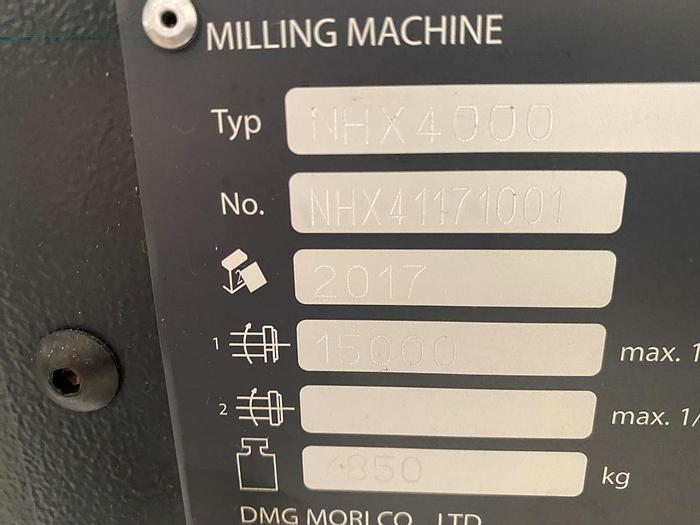 MILLING MACHINE
Typ NHX4000
No. NHX41171001
2017
1 15000 max. 1
2 max. 1/
7850 kg
DMG MORI CO., LTD.